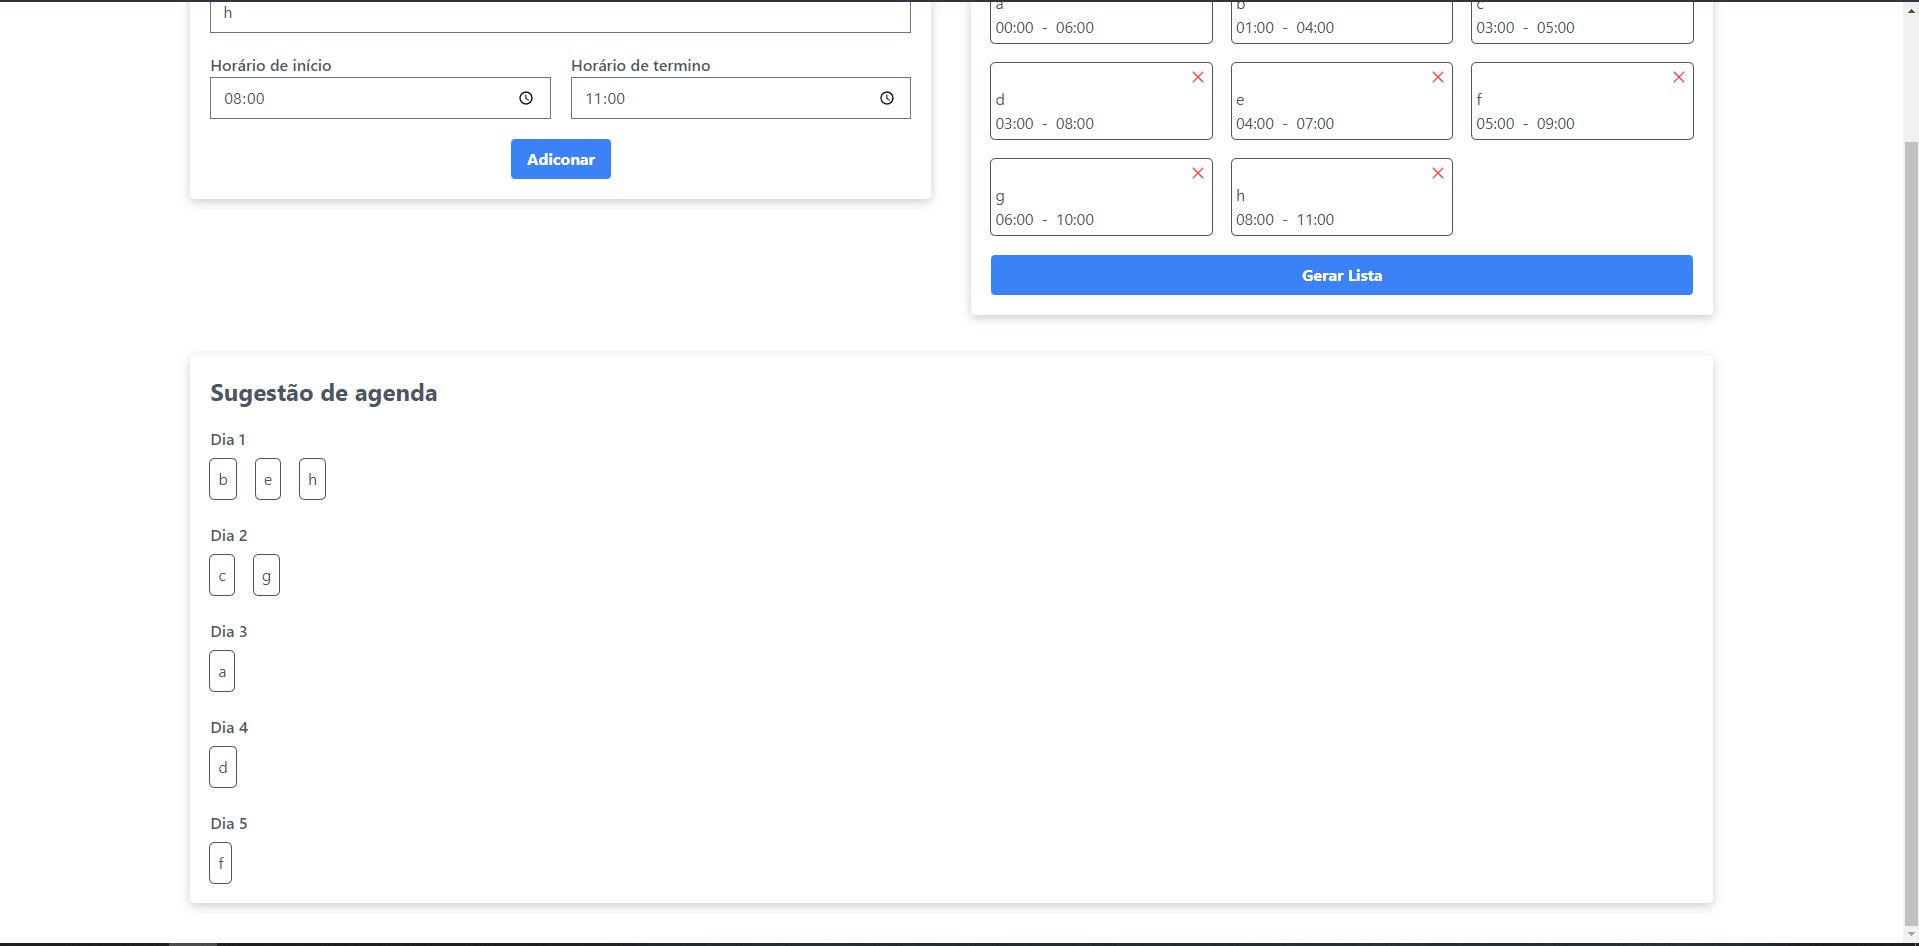 h
Horário de início
Horário de termino
08:00
11:00
Adiconar
a
00:00 - 06:00
b
01:00 - 04:00
c
03:00 - 05:00
d
03:00 - 08:00
e
04:00 - 07:00
f
05:00 - 09:00
g
06:00 - 10:00
h
08:00 - 11:00
Gerar Lista
Sugestão de agenda
Dia 1
b e h
Dia 2
c g
Dia 3
a
Dia 4
d
Dia 5
f